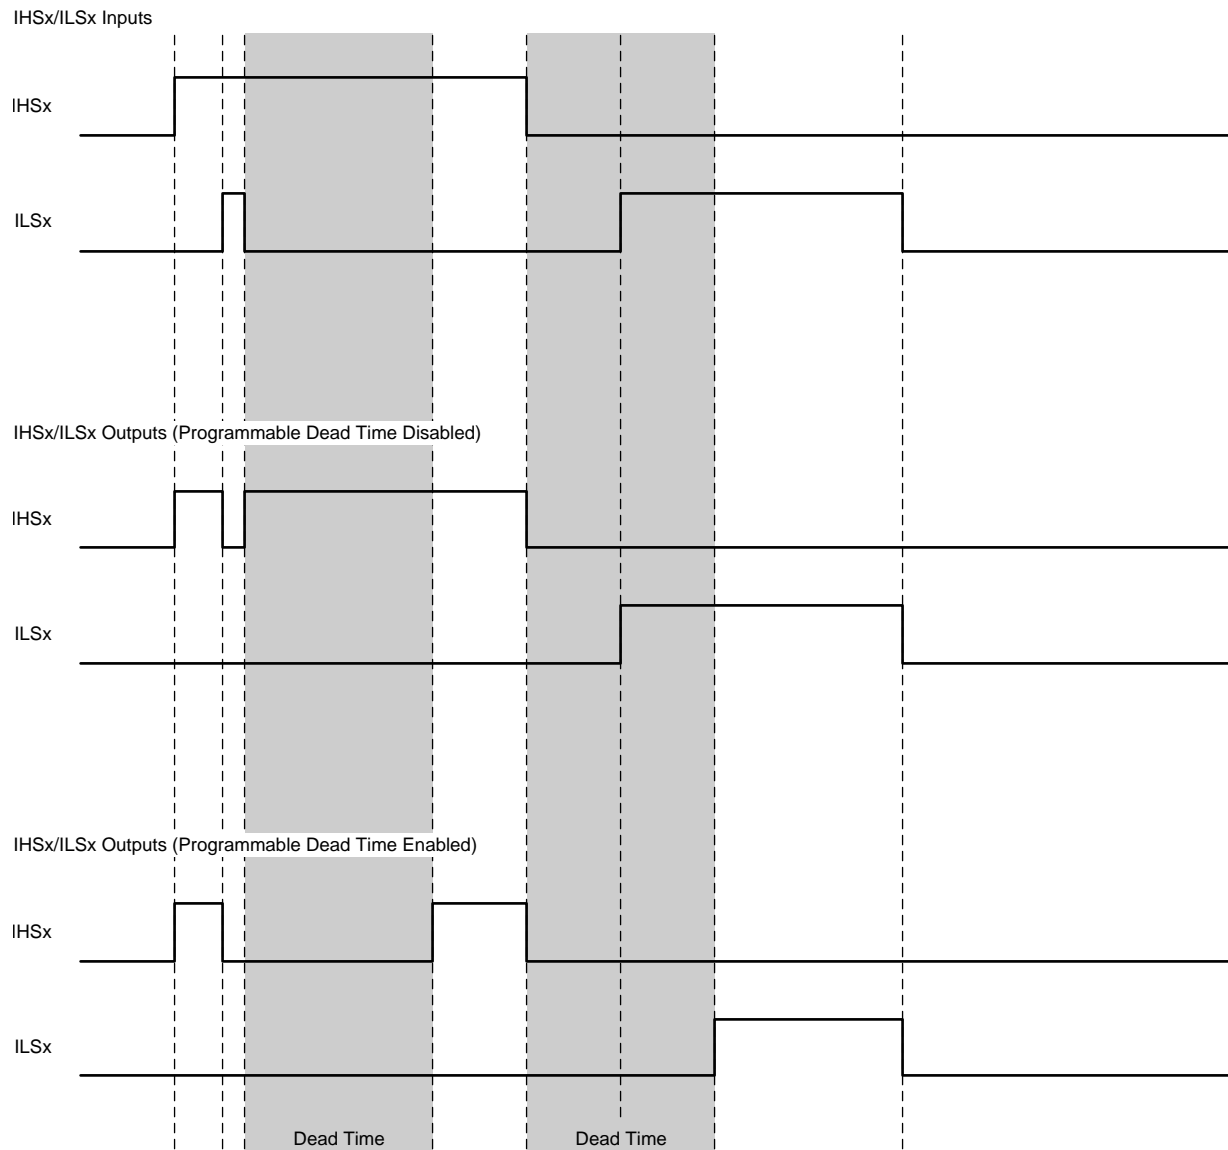 IHSx/ILSx Inputs
IHSx
ILSx
IHSx/ILSx Outputs (Programmable Dead Time Disabled)
IHSx
ILSx
IHSx/ILSx Outputs (Programmable Dead Time Enabled)
IHSx
ILSx
Dead Time
Dead Time